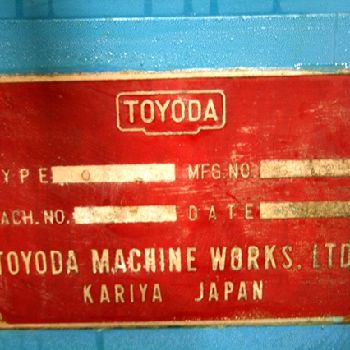 TOYODA
YPE O MFG.NO.
ACH.NO. DATE
TOYODA MACHINE WORKS, LTD
KARIYA JAPAN